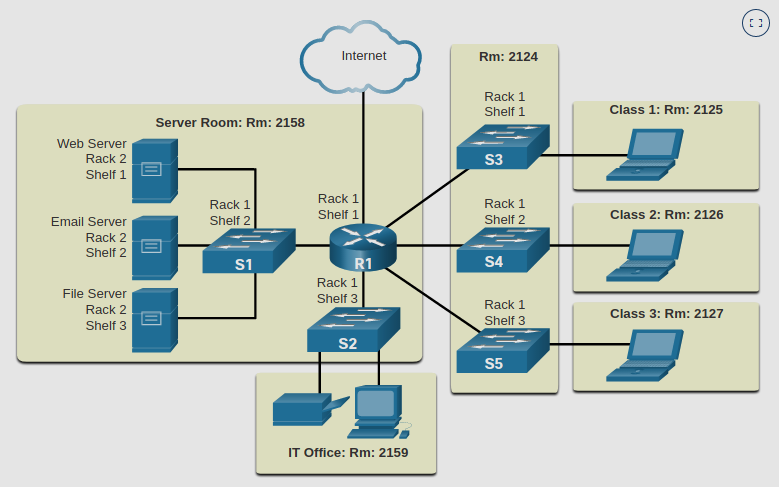 Internet
Rm: 2124
Rack 1
Shelf 1
S3
Class 1: Rm: 2125
Server Room: Rm: 2158
Web Server
Rack 2
Shelf 1
Rack 1
Shelf 2
S1
Rack 1
Shelf 1
R1
Email Server
Rack 2
Shelf 2
Rack 1
Shelf 2
S4
Class 2: Rm: 2126
File Server
Rack 2
Shelf 3
Rack 1
Shelf 3
S2
Rack 1
Shelf 3
S5
Class 3: Rm: 2127
IT Office: Rm: 2159